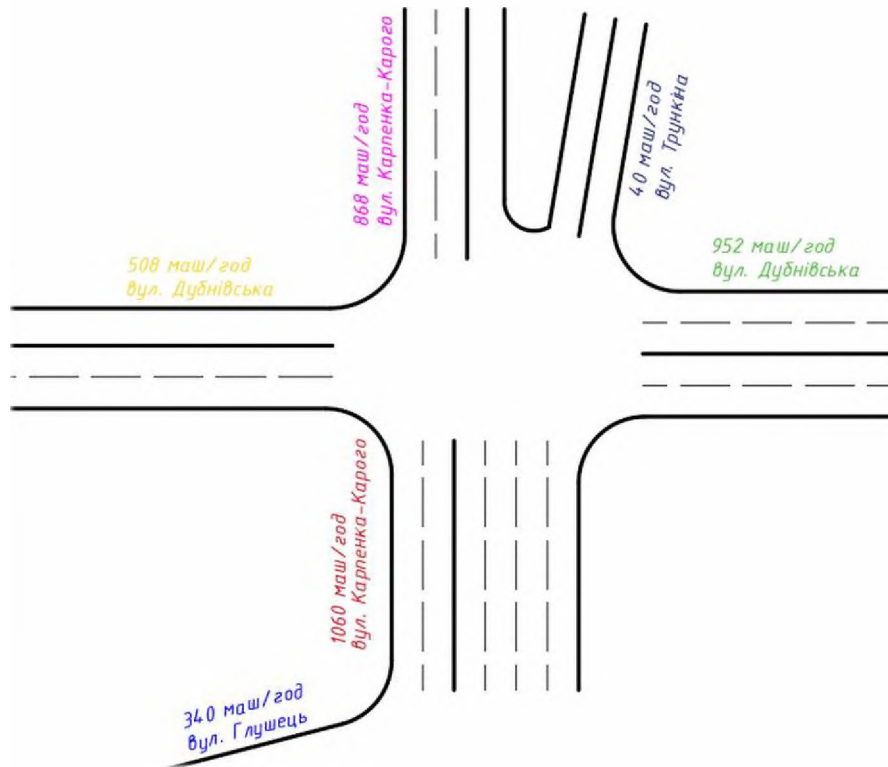 868 маш/год
вул. Карпенка-Карого
40 маш/год
вул. Трункіна
508 маш/год
вул. Дубнівська
952 маш/год
вул. Дубнівська
1060 маш/год
вул. Карпенка-Карого
340 маш/год
вул. Глушець